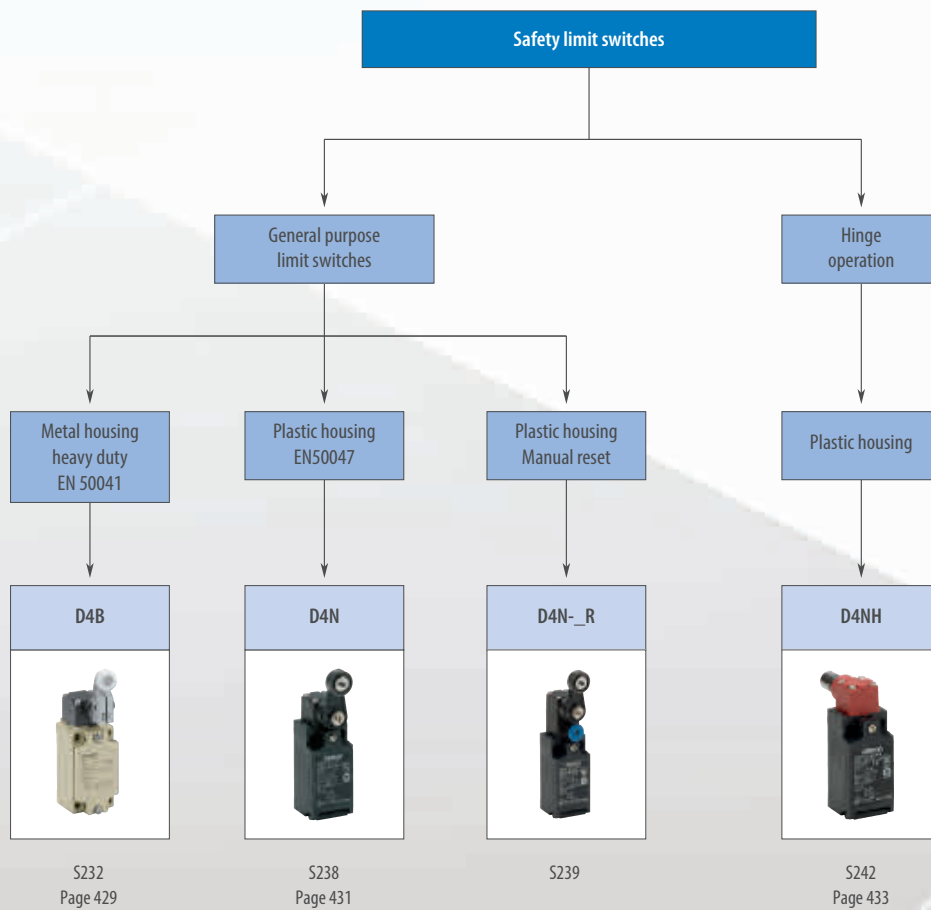 Safety limit switches
General purpose
limit switches
Hinge
operation
Metal housing
heavy duty
EN 50041
Plastic housing
EN50047
Plastic housing
Manual reset
Plastic housing
D4B
D4N
D4N-_R
D4NH
S232
Page 429
S238
Page 431
S239
S242
Page 433